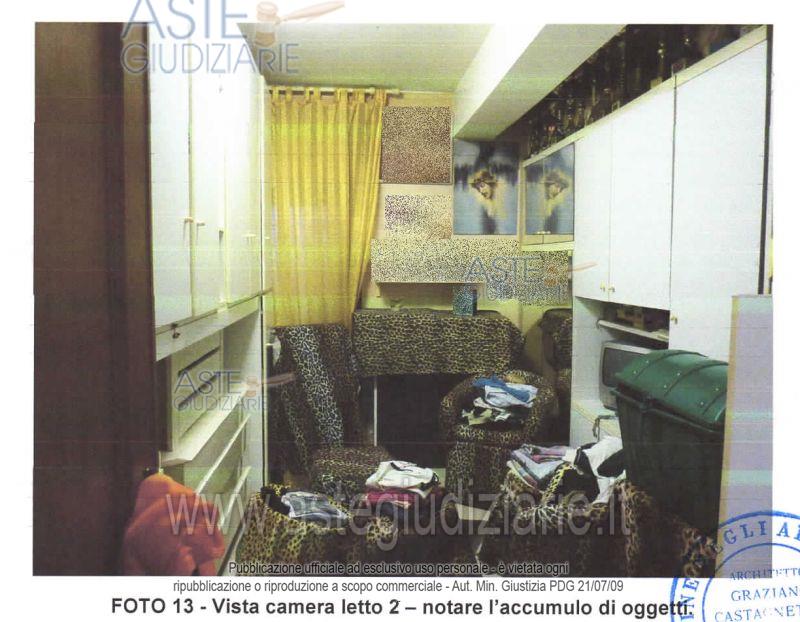 ASTE
GIUDIZIARIE
ASTE
GIUDIZIARIE
ASTE
GIUDIZIARIE
www.astegiudiziarie.it
Pubblicazione ufficiale ad esclusivo uso personale - è vietata ogni
ripubblicazione o riproduzione a scopo commerciale - Aut. Min. Giustizia PDG 21/07/09
FOTO 13 - Vista camera letto 2 – notare l'accumulo di oggetti.
ARCHITETTO
GRAZIANO